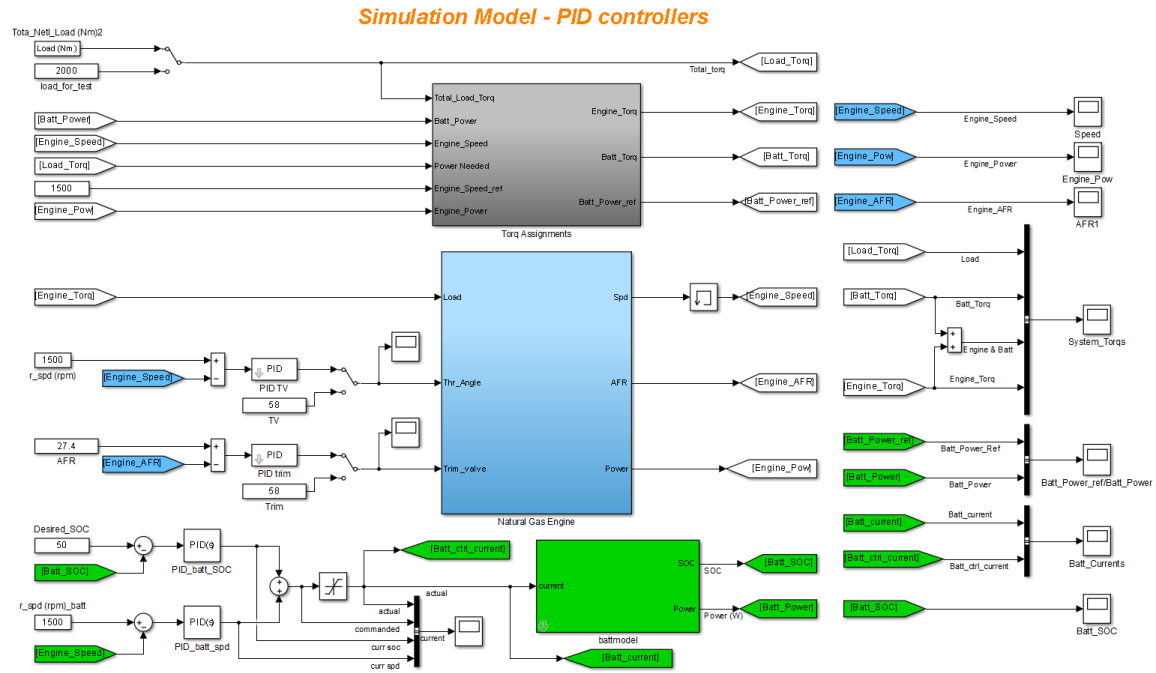 Simulation Model - PID controllers
Tota_Netl_Load (Nm)2
Load (Nm)
2000
load_for_test
Total_torq
[Load_Torq]
[Batt_Power]
[Engine_Speed]
[Load_Torq]
1500
[Engine_Pow]
Total_Load_Torq
Batt_Power
Engine_Speed
Power Needed
Engine_Speed_ref
Engine_Power
Engine_Torq
Batt_Torq
Batt_Power_ref
Torq Assignments
[Engine_Torq]
[Batt_Torq]
[Batt_Power_ref]
[Engine_Speed]
Engine_Speed
Speed
[Engine_Pow]
Engine_Power
Engine_Pow
[Engine_AFR]
Engine_AFR
AFR1
[Engine_Torq]
Load
Thr_Angle
Trim_valve
Spd
AFR
Power
Natural Gas Engine
[Engine_Speed]
[Engine_AFR]
[Engine_Pow]
1500
r_spd (rpm)
[Engine_Speed]
PID
PID TV
58
TV
27.4
AFR
[Engine_AFR]
PID
PID trim
58
Trim
[Load_Torq]
Load
[Batt_Torq]
Batt_Torq
Engine & Batt
[Engine_Torq]
Engine_Torq
System_Torqs
[Batt_Power_ref]
Batt_Power_Ref
[Batt_Power]
Batt_Power
Batt_Power_ref/Batt_Power
[Batt_current]
Batt_current
[Batt_ctrl_current]
Batt_ctrl_current
Batt_Currents
[Batt_SOC]
Batt_SOC
Desired_SOC
50
[Batt_SOC]
PID(s)
PID_batt_SOC
r_spd (rpm)_batt
1500
[Engine_Speed]
PID(s)
PID_batt_spd
[Batt_ctrl_current]
actual
actual
commanded
curr soc
curr spd
current
current
SOC
Power
battmodel
SOC
[Batt_SOC]
Power (W)
[Batt_Power]
[Batt_current]